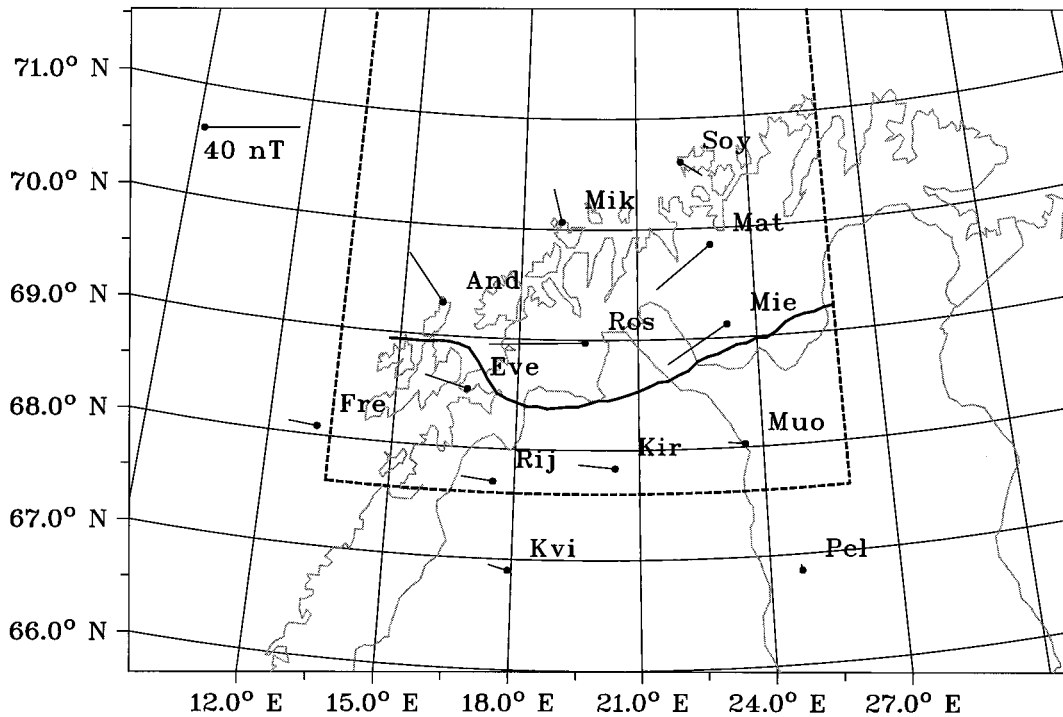 71.0° N
40 nT
Soy
70.0° N
Mik
Mat
And
69.0° N
Mie
Ros
Eve
68.0° N
Fre
Muo
Kir
Rij
67.0° N
Kvi
Pel
66.0° N
12.0° E 15.0° E 18.0° E 21.0° E 24.0° E 27.0° E